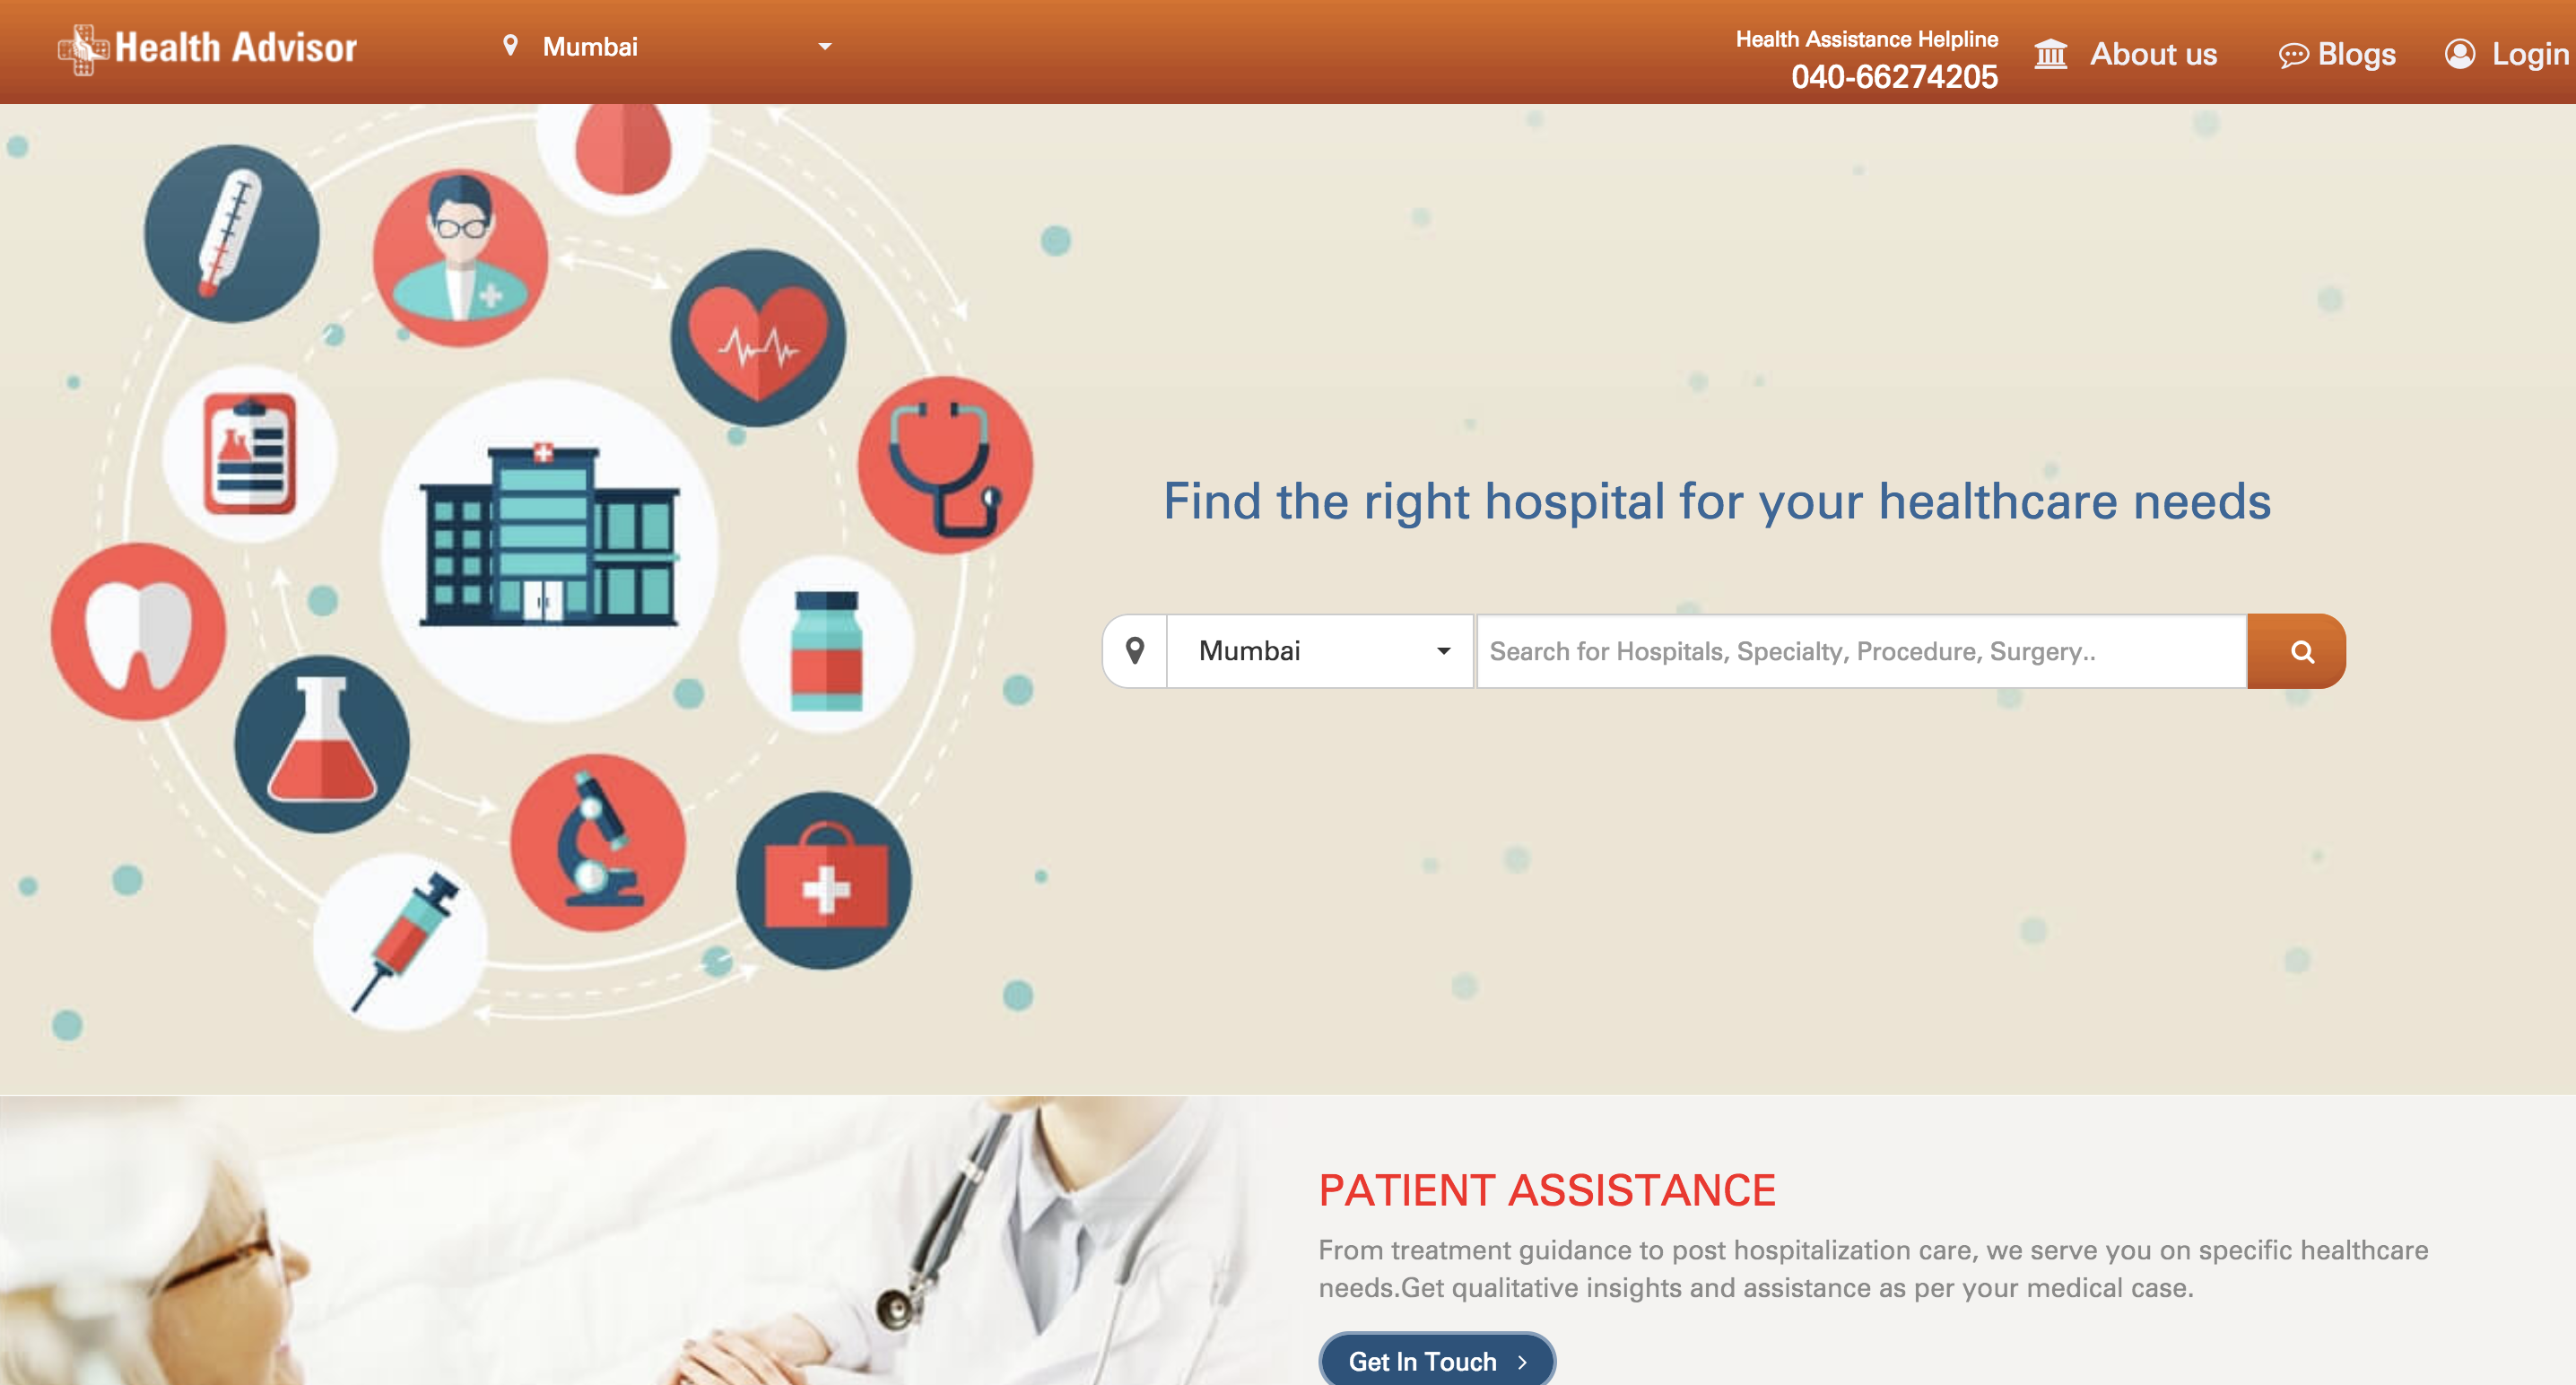 Health Advisor
Mumbai
Health Assistance Helpline
040-66274205
About us
Blogs
Login
Find the right hospital for your healthcare needs
Mumbai
Search for Hospitals, Specialty, Procedure, Surgery..
PATIENT ASSISTANCE
From treatment guidance to post hospitalization care, we serve you on specific healthcare
needs.Get qualitative insights and assistance as per your medical case.
Get In Touch